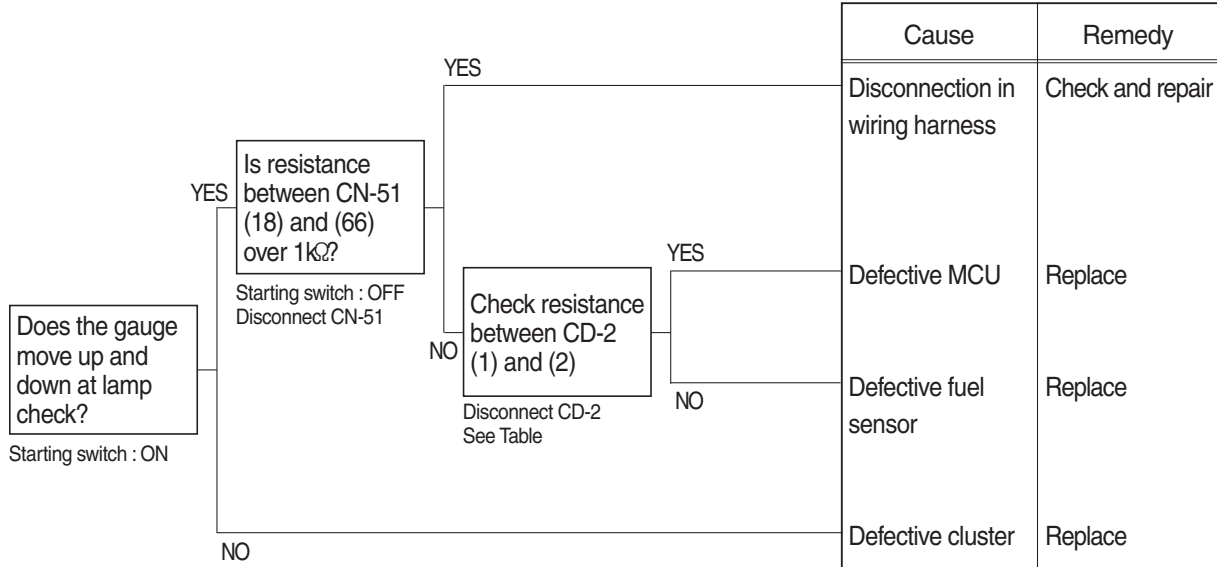 Cause
Remedy
YES
Disconnection in
wiring harness
Check and repair
YES
Is resistance
between CN-51
(18) and (66)
over 1kΩ?
Starting switch : OFF
Disconnect CN-51
YES
Defective MCU
Replace
NO
Check resistance
between CD-2
(1) and (2)
Disconnect CD-2
See Table
Does the gauge
move up and
down at lamp
check?
Starting switch : ON
NO
Defective fuel
sensor
Replace
NO
Defective cluster
Replace